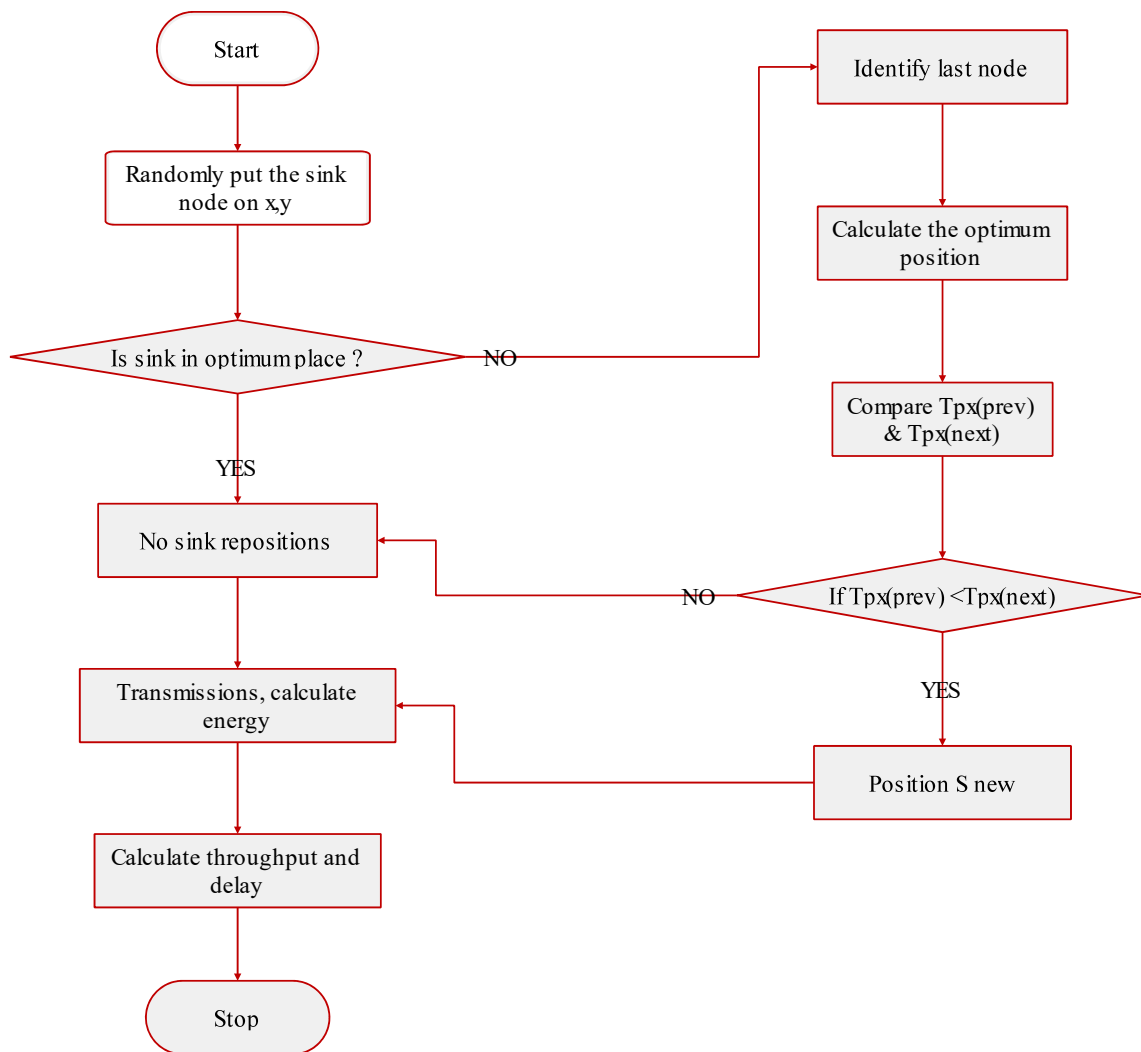 Start
Randomly put the sink
node on x,y
Is sink in optimum place ?
NO
YES
No sink repositions
Transmissions, calculate
energy
Calculate throughput and
delay
Stop
Identify last node
Calculate the optimum
position
Compare Tpx(prev)
& Tpx(next)
If Tpx(prev) <Tpx(next)
NO
YES
Position S new